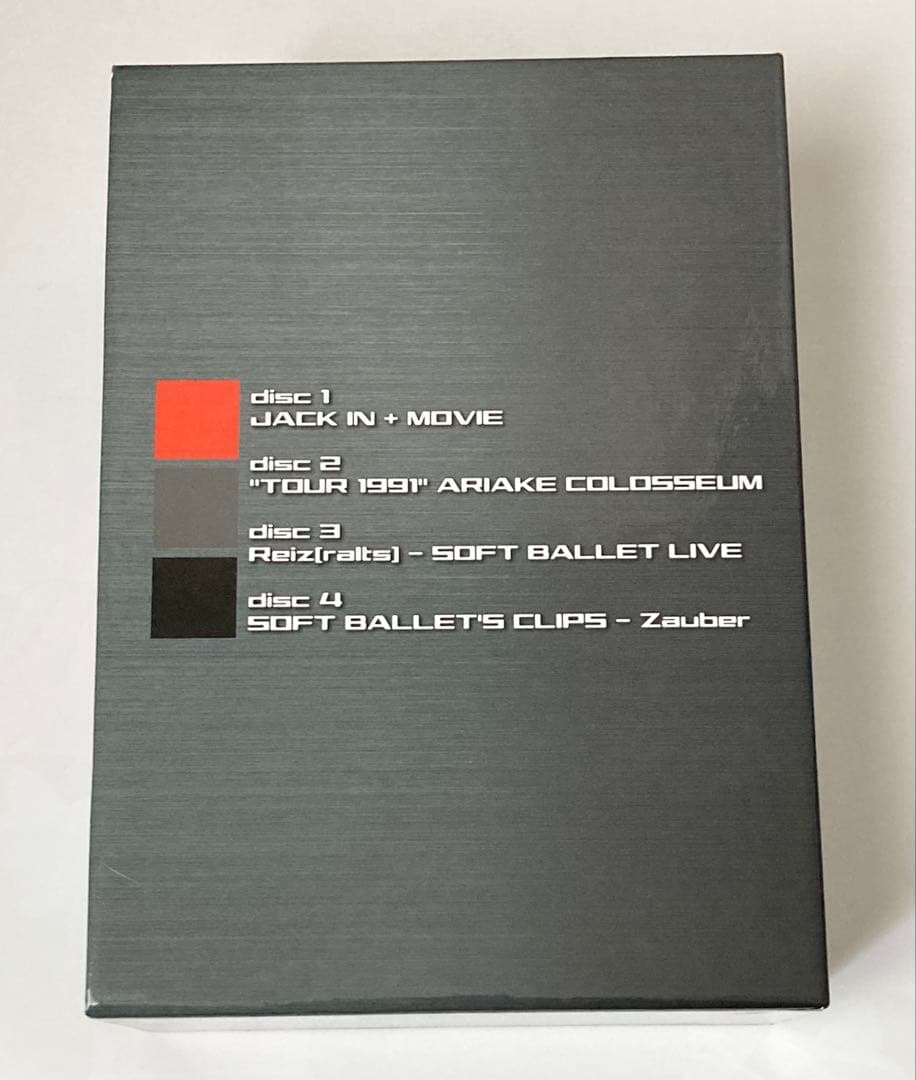 disc 1
JACK IN + MOVIE
disc 2
"TOUR 1991" ARIAKE COLOSSEUM
disc 3
Reiz[raIts] – SOFT BALLET LIVE
disc 4
SOFT BALLET'S CLIPS – Zauber